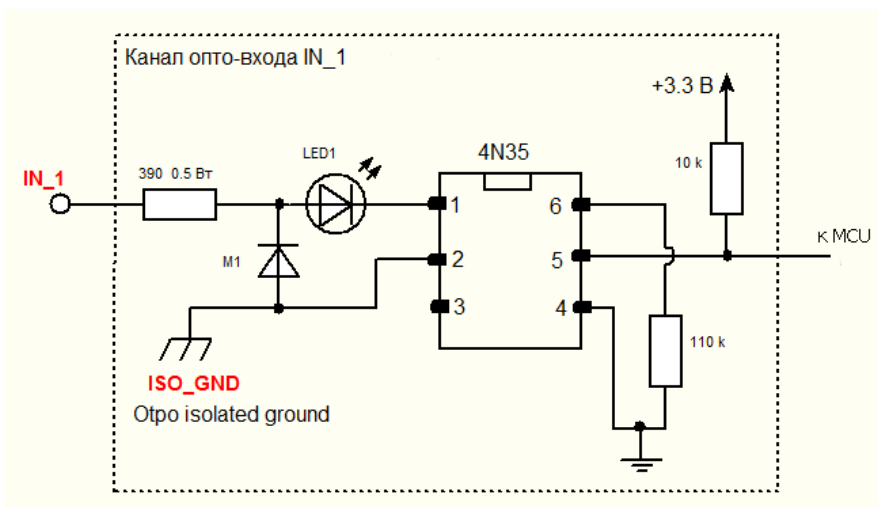 Канал опто-входа IN_1
+3.3 В
LED1
4N35
10 k
390 0.5 Вт
IN_1
1
6
к MCU
M1
2
5
3
4
110 k
ISO_GND
Otpo isolated ground